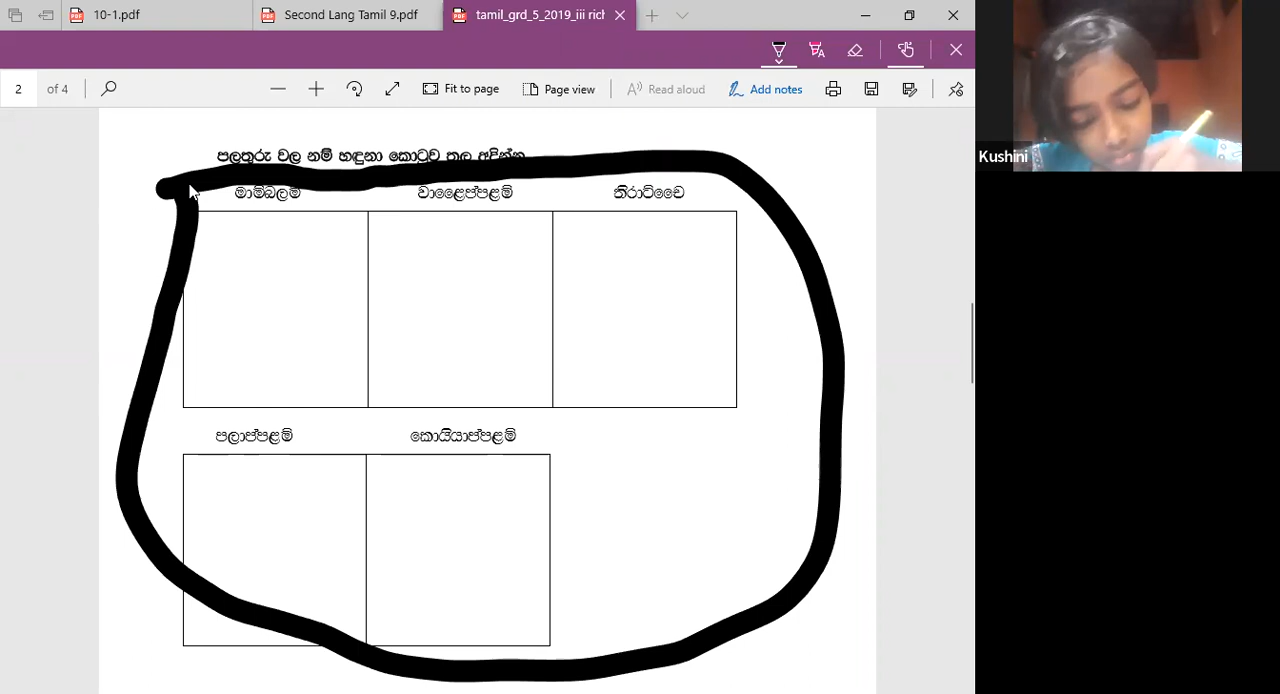 10-1.pdf Second Lang Tamil 9.pdf tamil_grd_5_2019_iii rich
2 of 4 Fit to page Page view Read aloud Add notes
Kushini
පලතුරු වල නම් හඳුනා කොටුව තුල අඳින්න
මාම්බලම් වාළෛප්පළම් තිරාට්චෛ
පලාප්පළම් කොයියාප්පළම්